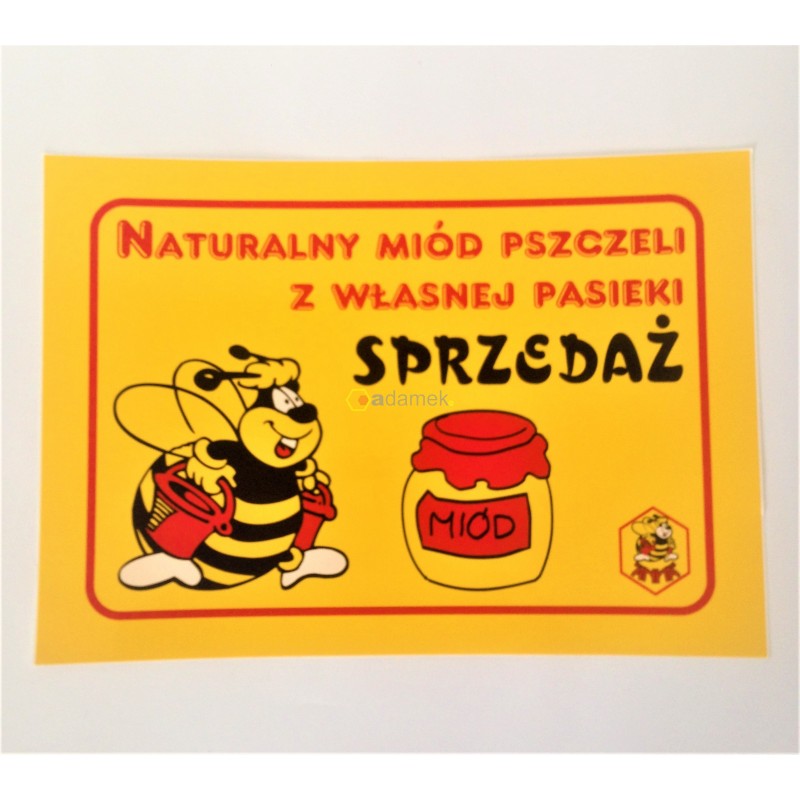 NATURALNY MIÓD PSZCZELI
Z WŁASNEJ PASIEKI
SPRZEDAŻ
adamek
MIÓD